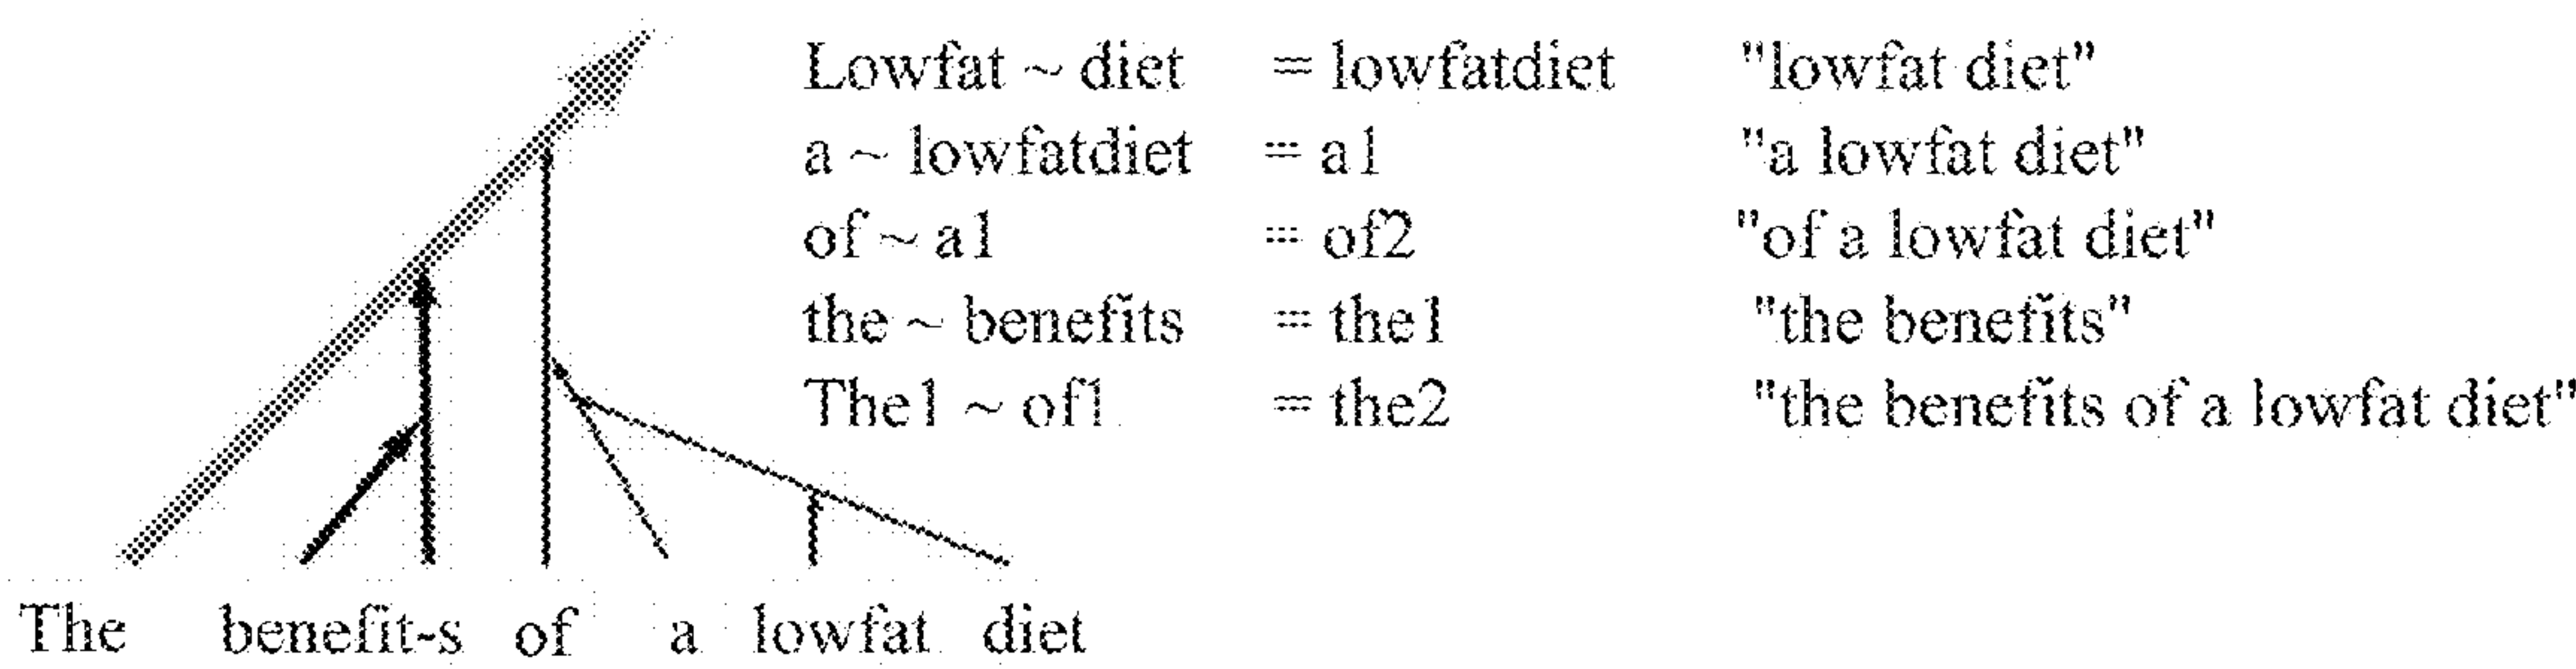 Lowfat ~ diet = lowfatdiet "lowfat diet"
a ~ lowfatdiet = a1 "a lowfat diet"
of ~ a1 = of2 "of a lowfat diet"
the ~ benefits = the1 "the benefits"
The1 ~ of1 = the2 "the benefits of a lowfat diet"
The benefit-s of a lowfat diet